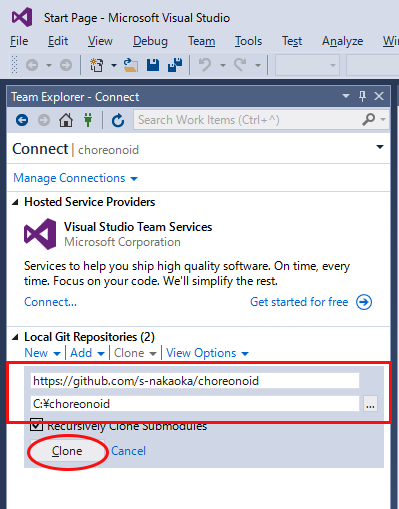 Start Page - Microsoft Visual Studio
File Edit View Debug Team Tools Test Analyze
Team Explorer - Connect
Search Work Items (Ctrl+^)
Connect | choreonoid
Manage Connections
Hosted Service Providers
Visual Studio Team Services
Microsoft Corporation
Services to help you ship high quality software. On time, every
time. Focus on your code. We'll simplify the rest.
Connect... Get started for free
Local Git Repositories (2)
New | Add | Clone | View Options
https://github.com/s-nakaoka/choreonoid
C:¥choreonoid ...
Recursively Clone Submodules
Clone Cancel